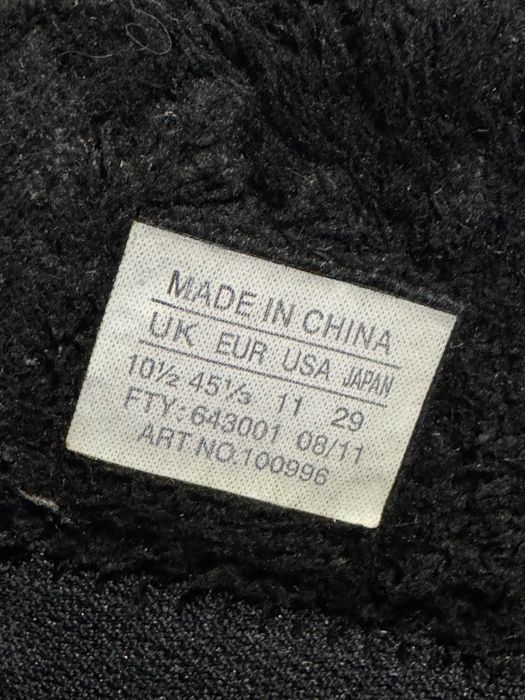 MADE IN CHINA
UK EUR USA JAPAN
10½ 45⅓ 11 29
FTY: 643001 08/11
ART NO.100996